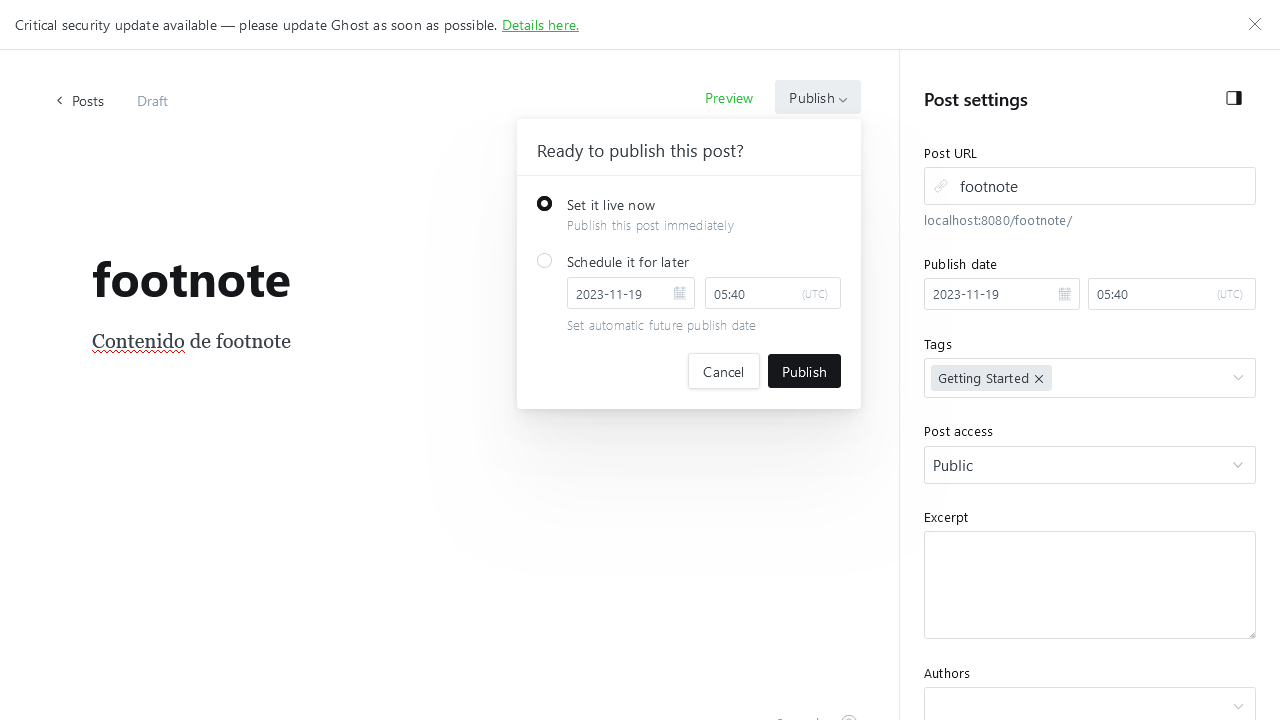 Critical security update available — please update Ghost as soon as possible. Details here.
Posts
Draft
Preview
Publish
Ready to publish this post?
Set it live now
Publish this post immediately
Schedule it for later
2023-11-19
05:40
(UTC)
Set automatic future publish date
Cancel
Publish
footnote
Contenido de footnote
Post settings
Post URL
footnote
localhost:8080/footnote/
Publish date
2023-11-19
05:40
(UTC)
Tags
Getting Started
Post access
Public
Excerpt
Authors